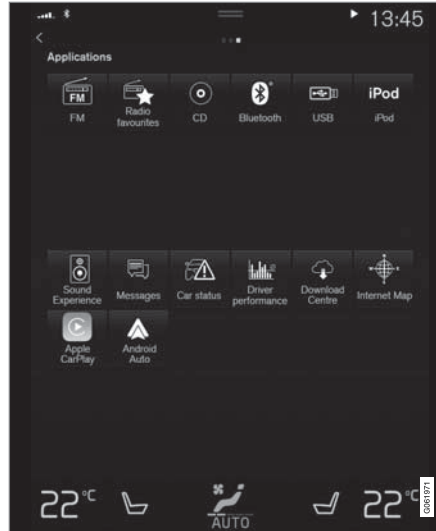 13:45
Applications
FM
iPod
FM
Radio favourites
CD
Bluetooth
USB
iPod
Sound Experience
Messages
Car status
Driver performance
Download Centre
Internet Map
Apple CarPlay
Android Auto
22°C
AUTO
22°C
G061971